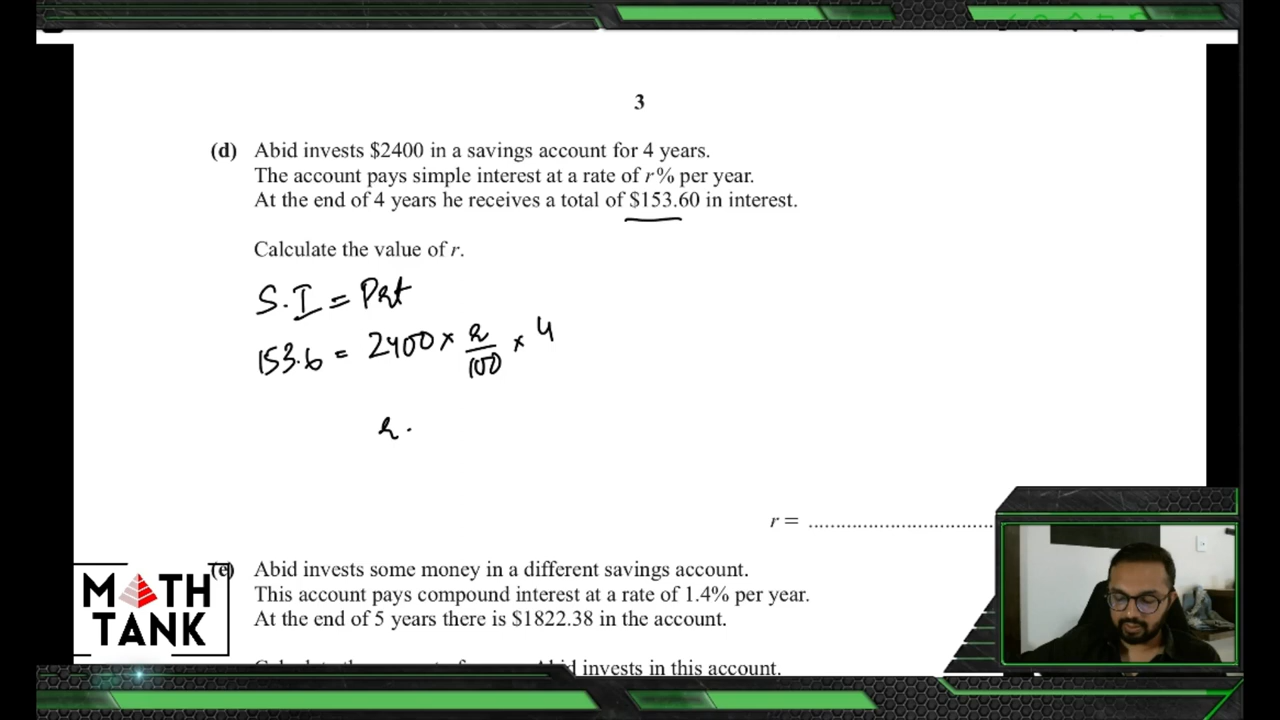 3
(d) Abid invests $2400 in a savings account for 4 years.
The account pays simple interest at a rate of r% per year.
At the end of 4 years he receives a total of $153.60 in interest.
Calculate the value of r.
S.I = Prt
153.6 = 2400 × r/100 × 4
r
r = ................................
(e) Abid invests some money in a different savings account.
This account pays compound interest at a rate of 1.4% per year.
At the end of 5 years there is $1822.38 in the account.
invests in this account.
MATH
TANK